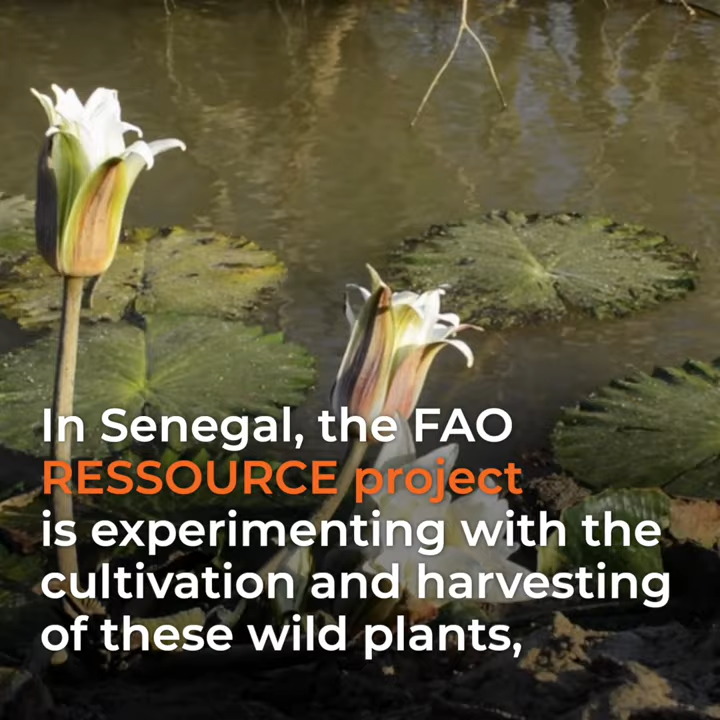 In Senegal, the FAO
RESSOURCE project
is experimenting with the
cultivation and harvesting
of these wild plants,